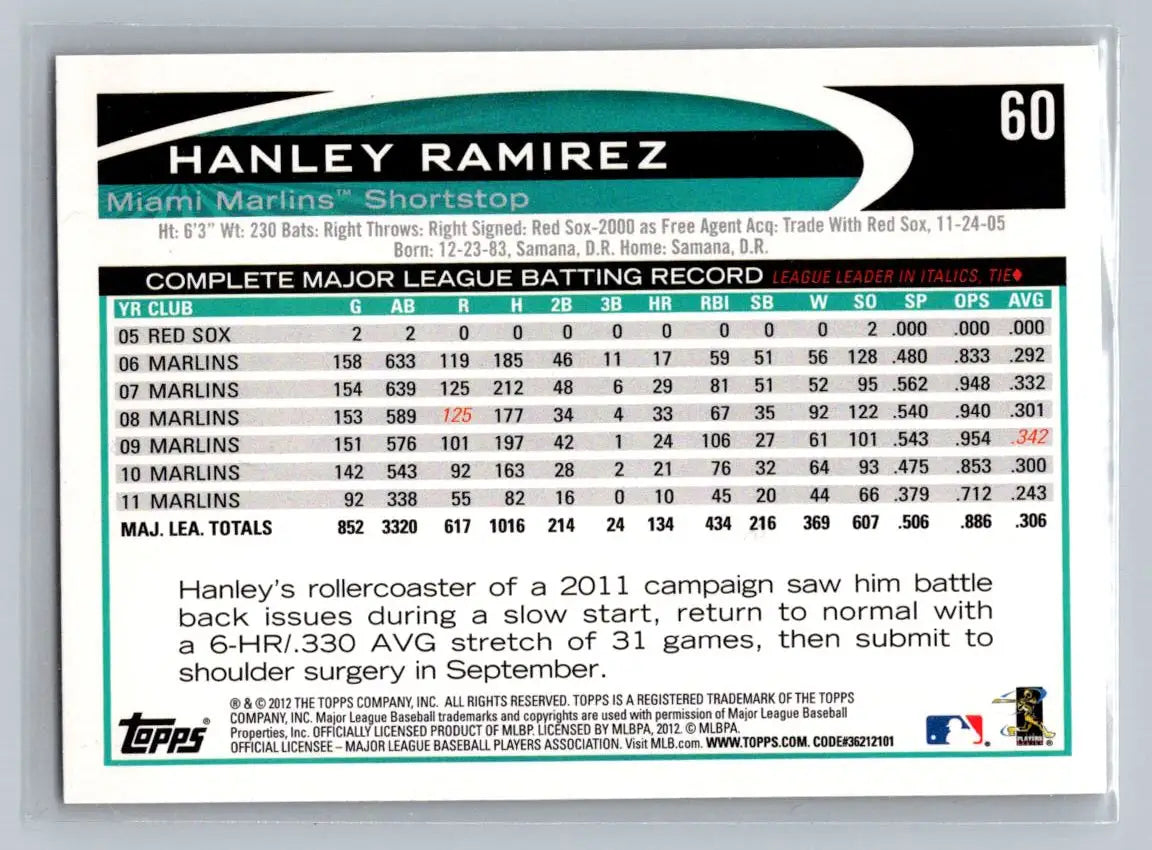 60
HANLEY RAMIREZ
Miami Marlins™ Shortstop
Ht: 6'3" Wt: 230 Bats: Right Throws: Right Signed: Red Sox-2000 as Free Agent Acq: Trade With Red Sox, 11-24-05
Born: 12-23-83, Samana, D.R. Home: Samana, D.R.
COMPLETE MAJOR LEAGUE BATTING RECORD LEAGUE LEADER IN ITALICS, TIE♦
YR CLUB G AB R H 2B 3B HR RBI SB W SO SP OPS AVG
05 RED SOX 2 2 0 0 0 0 0 0 0 0 2 .000 .000 .000
06 MARLINS 158 633 119 185 46 11 17 59 51 56 128 .480 .833 .292
07 MARLINS 154 639 125 212 48 6 29 81 51 52 95 .562 .948 .332
08 MARLINS 153 589 125 177 34 4 33 67 35 92 122 .540 .940 .301
09 MARLINS 151 576 101 197 42 1 24 106 27 61 101 .543 .954 .342
10 MARLINS 142 543 92 163 28 2 21 76 32 64 93 .475 .853 .300
11 MARLINS 92 338 55 82 16 0 10 45 20 44 66 .379 .712 .243
MAJ. LEA. TOTALS 852 3320 617 1016 214 24 134 434 216 369 607 .506 .886 .306
Hanley's rollercoaster of a 2011 campaign saw him battle
back issues during a slow start, return to normal with
a 6-HR/.330 AVG stretch of 31 games, then submit to
shoulder surgery in September.
® & © 2012 THE TOPPS COMPANY, INC. ALL RIGHTS RESERVED. TOPPS IS A REGISTERED TRADEMARK OF THE TOPPS
COMPANY, INC. Major League Baseball trademarks and copyrights are used with permission of Major League Baseball
Properties, Inc. OFFICIALLY LICENSED PRODUCT OF MLBP. LICENSED BY MLBPA, 2012. © MLBPA.
OFFICIAL LICENSEE – MAJOR LEAGUE BASEBALL PLAYERS ASSOCIATION. Visit MLB.com. WWW.TOPPS.COM. CODE#36212101
Topps®
PLAYERS